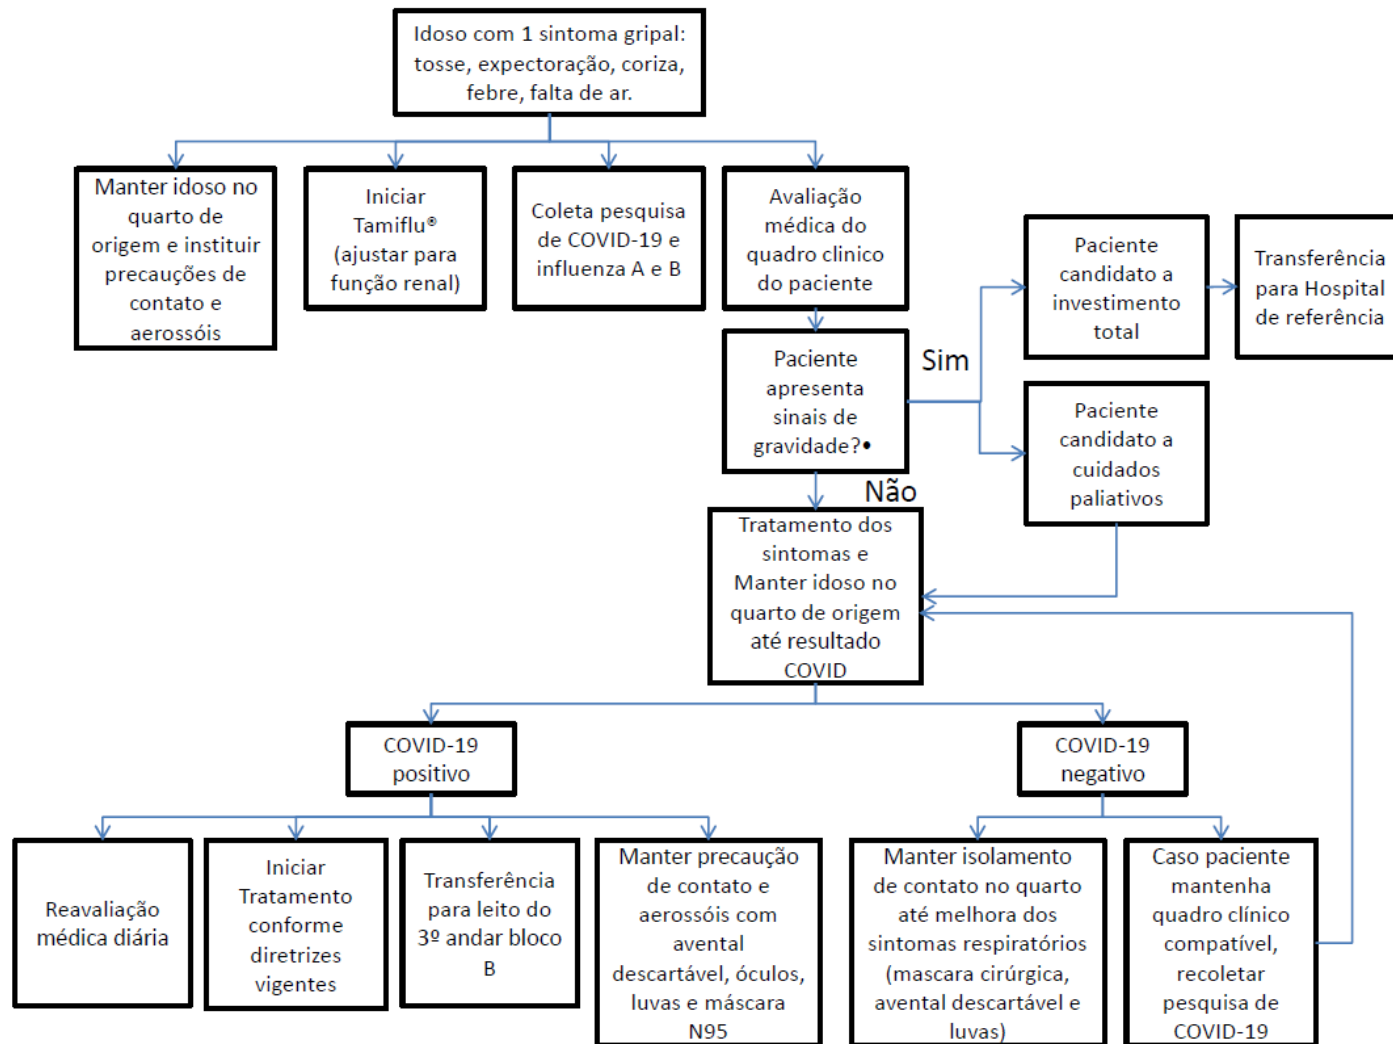 Idoso com 1 sintoma gripal:
tosse, expectoração, coriza,
febre, falta de ar.
Manter idoso no
quarto de
origem e instituir
precauções de
contato e
aerossóis
Iniciar
Tamiflu®
(ajustar para
função renal)
Coleta pesquisa
de COVID-19 e
influenza A e B
Avaliação
médica do
quadro clinico
do paciente
Paciente
candidato a
investimento
total
Transferência
para Hospital
de referência
Paciente
apresenta
sinais de
gravidade?•
Sim
Paciente
candidato a
cuidados
paliativos
Não
Tratamento dos
sintomas e
Manter idoso no
quarto de origem
até resultado
COVID
COVID-19
positivo
COVID-19
negativo
Reavaliação
médica diária
Iniciar
Tratamento
conforme
diretrizes
vigentes
Transferência
para leito do
3º andar bloco
B
Manter precaução
de contato e
aerossóis com
avental
descartável, óculos,
luvas e máscara
N95
Manter isolamento
de contato no quarto
até melhora dos
sintomas respiratórios
(mascara cirúrgica,
avental descartável e
luvas)
Caso paciente
mantenha
quadro clínico
compatível,
recoletar
pesquisa de
COVID-19